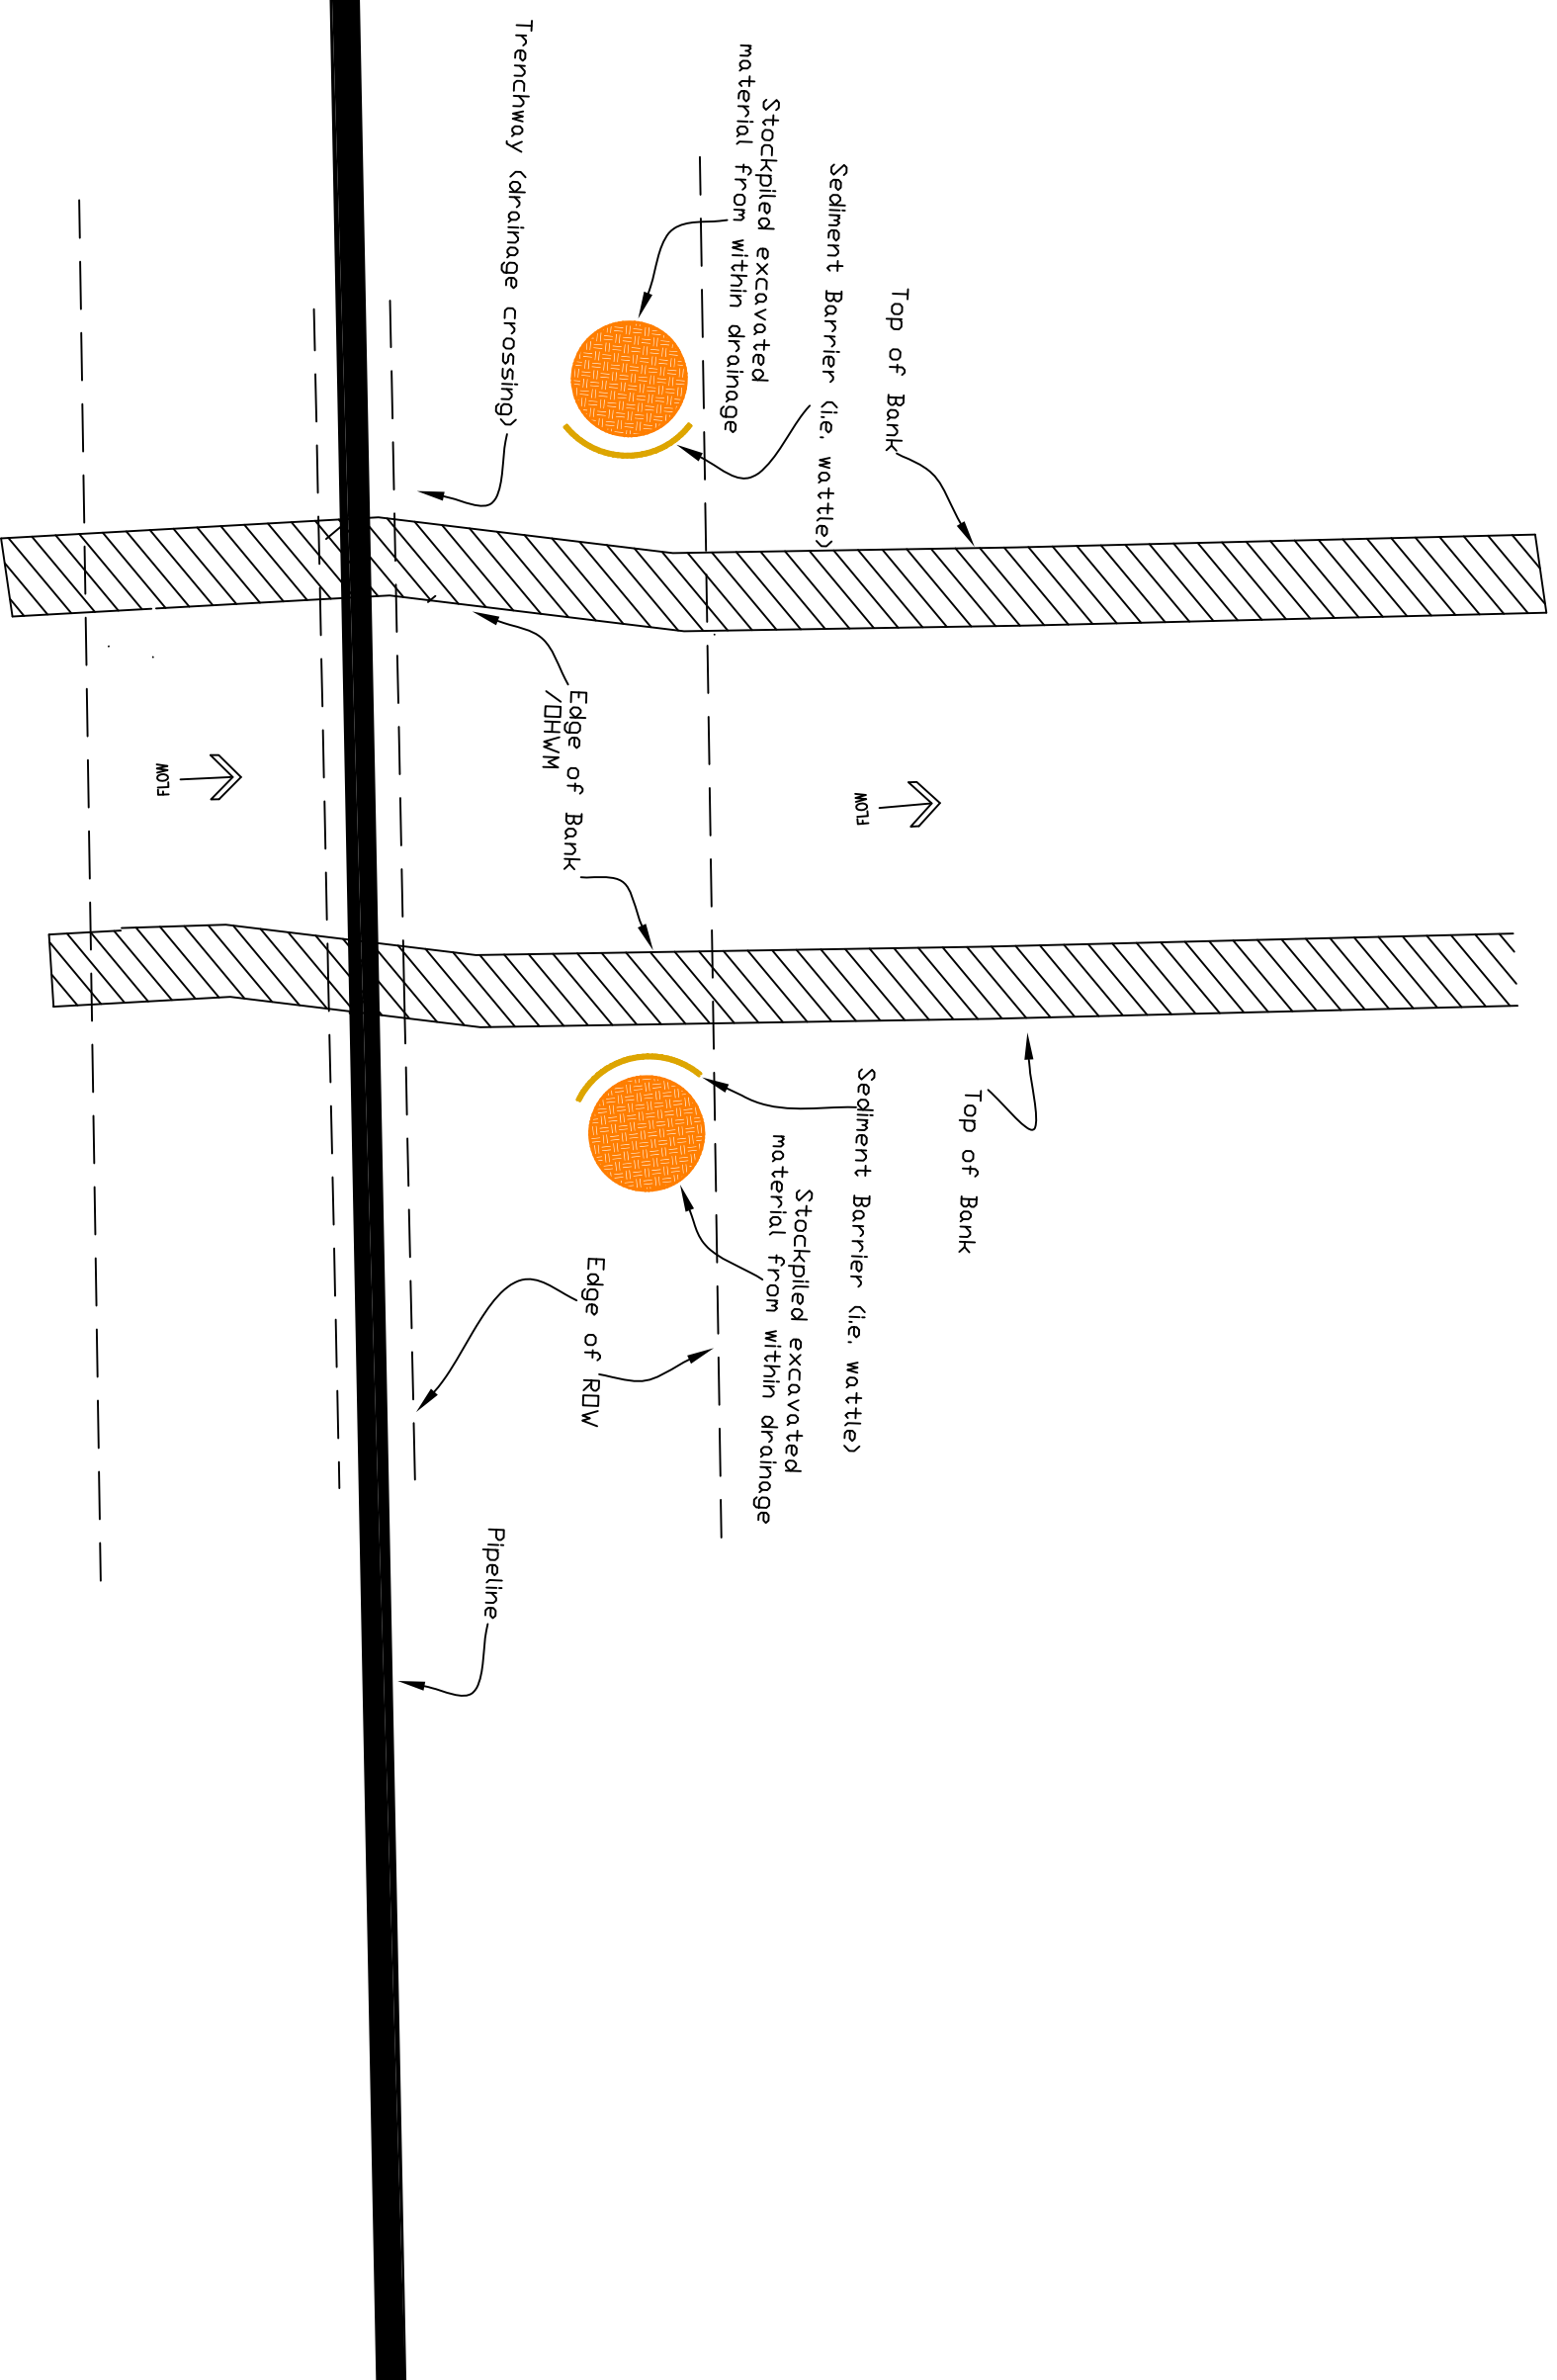 Top of Bank
Sediment Barrier (i.e. wattle)
Stockpiled excavated
material from within drainage
Trenchway (drainage crossing)
Edge of Bank
/OHWM
FLOW
FLOW
Top of Bank
Sediment Barrier (i.e. wattle)
Stockpiled excavated
material from within drainage
Edge of ROW
Pipeline